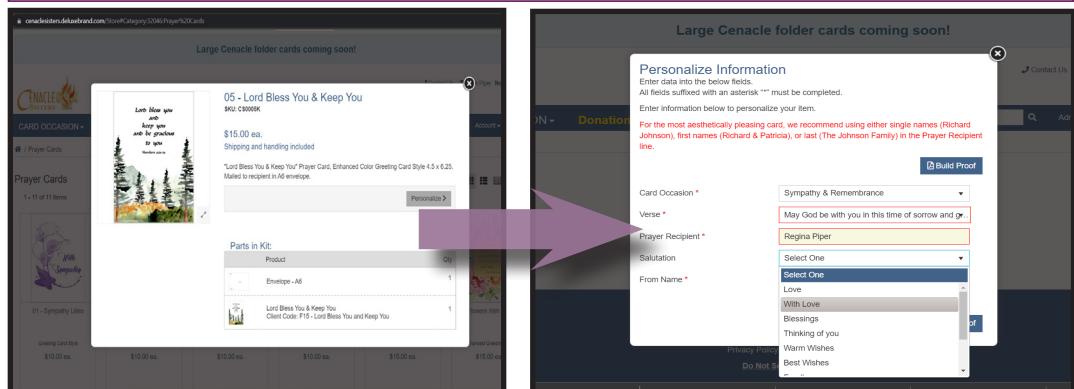 cenaclesisters.deluxebrand.com/Store#Category:32046:Prayer%20Cards
Large Cenacle folder cards coming soon!
CENACLE
SISTERS
CARD OCCASION
Account
/ Prayer Cards
Prayer Cards
1 - 11 of 11 Items
With
Sympathy
01 - Sympathy Lilies
Greeting Card Style
$10.00 ea.
$10.00 ea.
$10.00 ea.
$10.00 ea.
$15.00 ea.
$15.00 ea.
Lord bless you
and
keep you
and be gracious
to you
05 - Lord Bless You & Keep You
SKU: CS0005K
$15.00 ea.
Shipping and handling included
"Lord Bless You & Keep You" Prayer Card, Enhanced Color Greeting Card Style 4.5 x 6.25.
Mailed to recipient in A6 envelope.
Personalize >
Parts in Kit:
Product Qty
Envelope - A6 1
Lord Bless You & Keep You 1
Client Code: F15 - Lord Bless You and Keep You
Large Cenacle folder cards coming soon!
Contact Us
ON
Donation
Adr
Personalize Information
Enter data into the below fields.
All fields suffixed with an asterisk "*" must be completed.
Enter information below to personalize your item.
For the most aesthetically pleasing card, we recommend using either single names (Richard
Johnson), first names (Richard & Patricia), or last (The Johnson Family) in the Prayer Recipient
line.
Build Proof
Card Occasion * Sympathy & Remembrance
Verse * May God be with you in this time of sorrow and gr...
Prayer Recipient * Regina Piper
Salutation Select One
From Name *
Select One
Love
With Love
Blessings
Thinking of you
Warm Wishes
Best Wishes
of
Privacy Policy
Do Not S